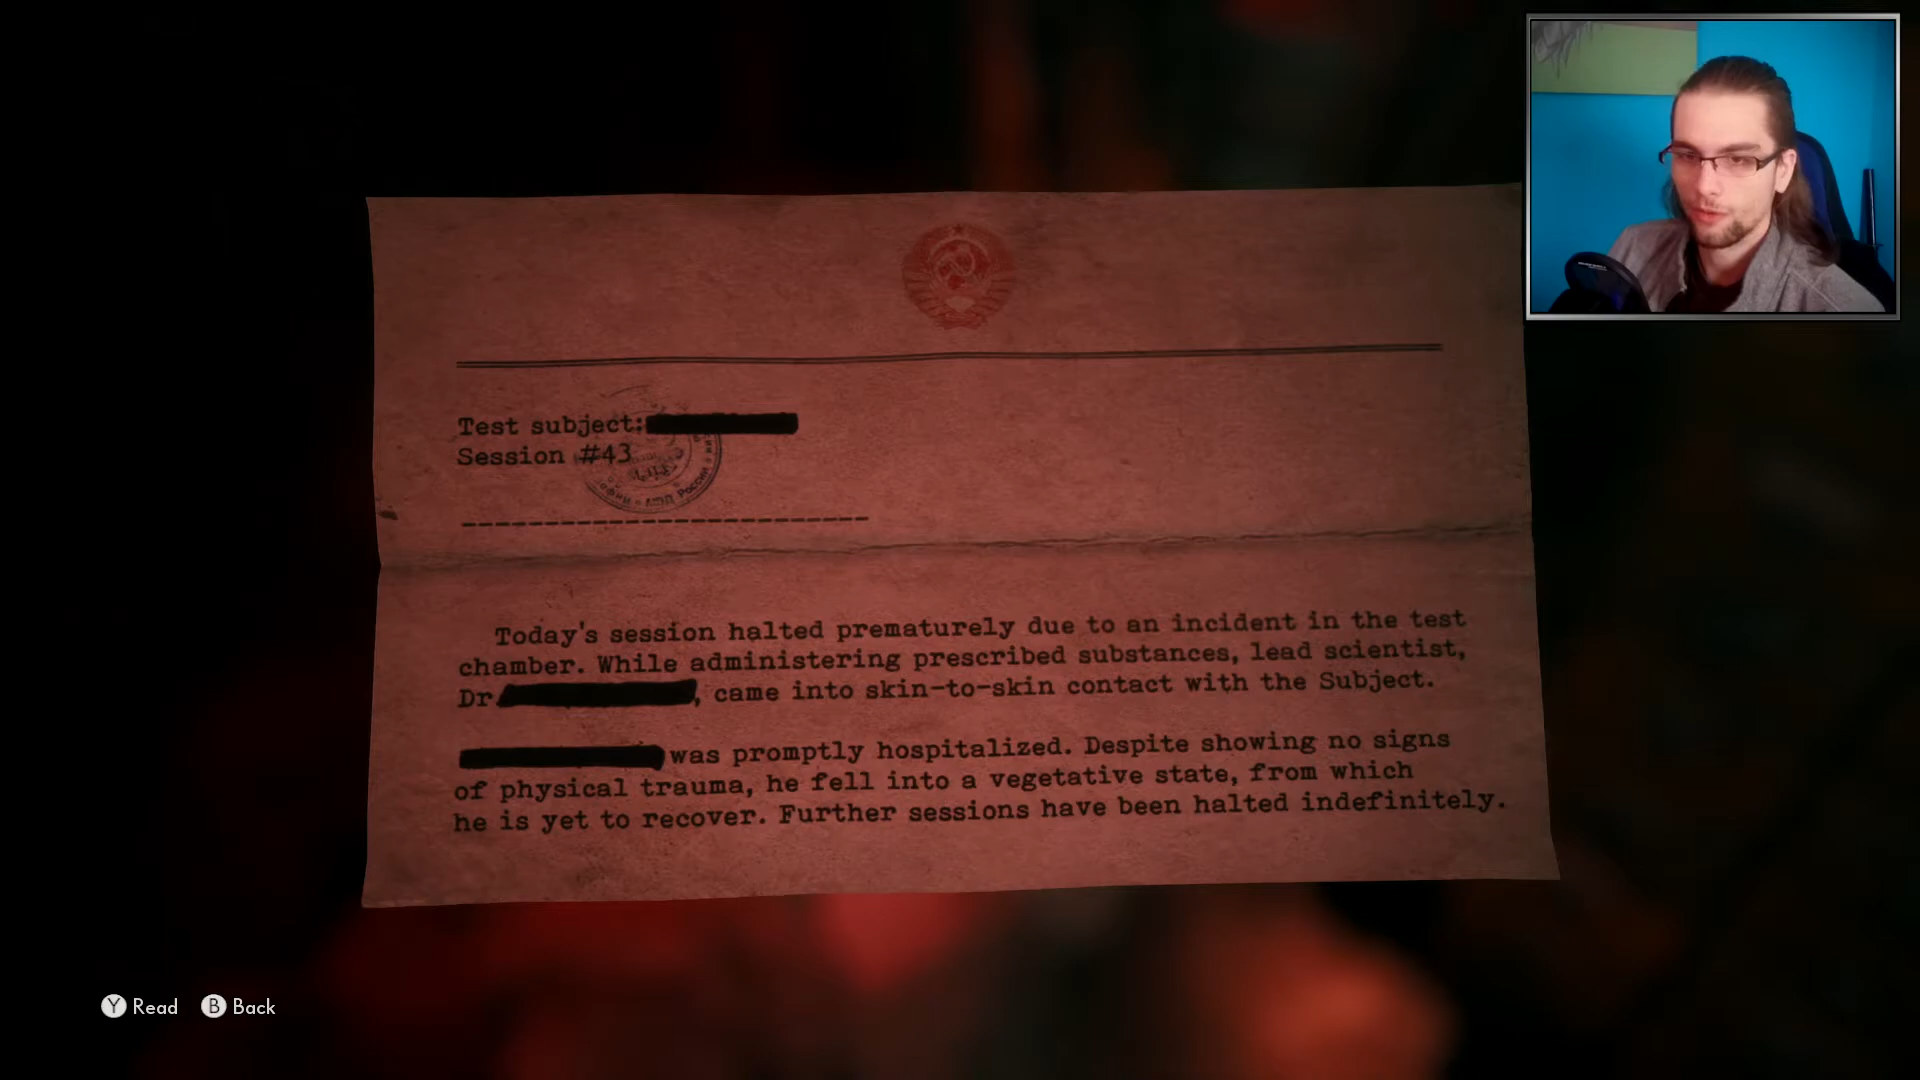 Test subject:
Session #43
России
Today's session halted prematurely due to an incident in the test
chamber. While administering prescribed substances, lead scientist,
Dr , came into skin-to-skin contact with the Subject.
was promptly hospitalized. Despite showing no signs
of physical trauma, he fell into a vegetative state, from which
he is yet to recover. Further sessions have been halted indefinitely.
Y Read B Back